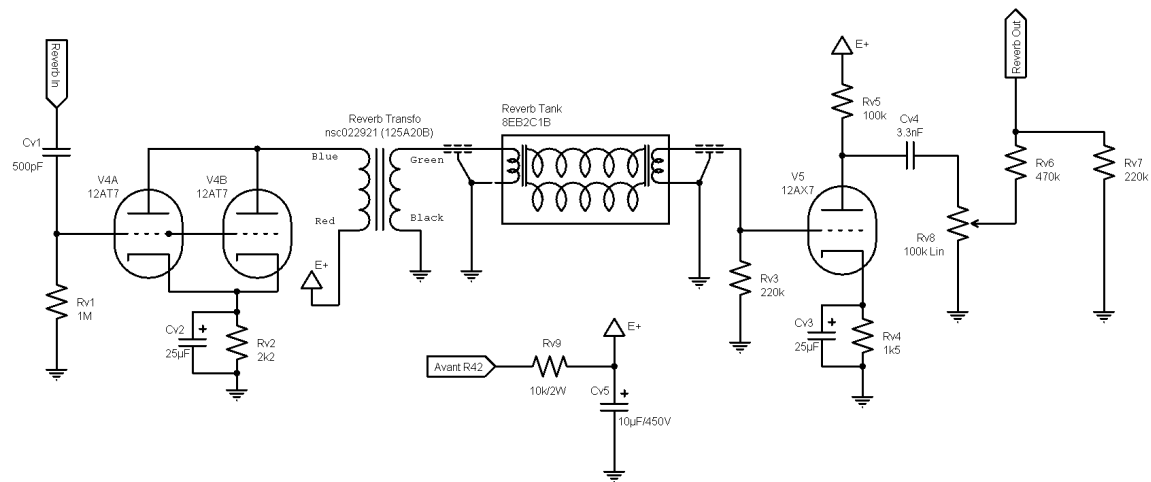 Reverb In
Cv1
500pF
V4A
12AT7
V4B
12AT7
Rv1
1M
Cv2
+
25µF
Rv2
2k2
Reverb Transfo
nsc022921 (125A20B)
Blue
Green
Red
Black
E+
Reverb Tank
8EB2C1B
Avant R42
Rv9
10k/2W
E+
Cv5
+
10µF/450V
Rv3
220k
E+
Rv5
100k
V5
12AX7
Cv4
3.3nF
Cv3
+
25µF
Rv4
1k5
Rv8
100k Lin
Reverb Out
Rv6
470k
Rv7
220k